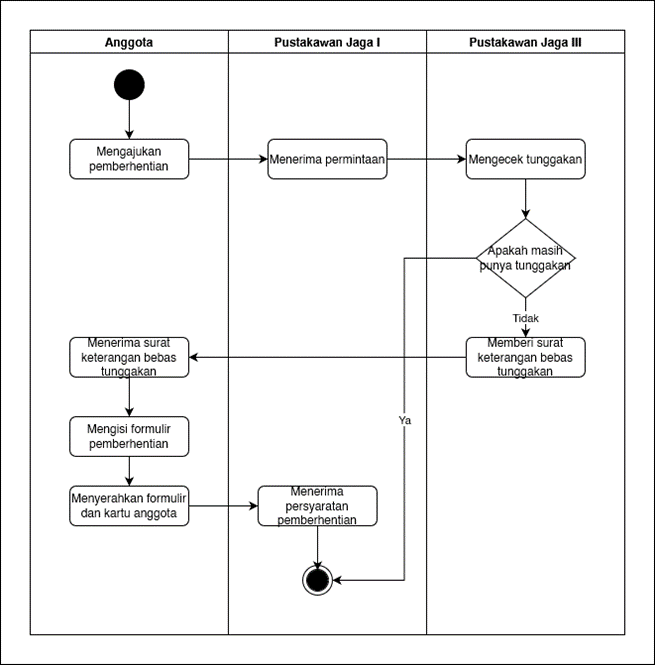 Anggota
Pustakawan Jaga I
Pustakawan Jaga III
Mengajukan
pemberhentian
Menerima permintaan
Mengecek tunggakan
Apakah masih
punya tunggakan
Tidak
Menerima surat
keterangan bebas
tunggakan
Memberi surat
keterangan bebas
tunggakan
Mengisi formulir
pemberhentian
Ya
Menyerahkan formulir
dan kartu anggota
Menerima
persyaratan
pemberhentian